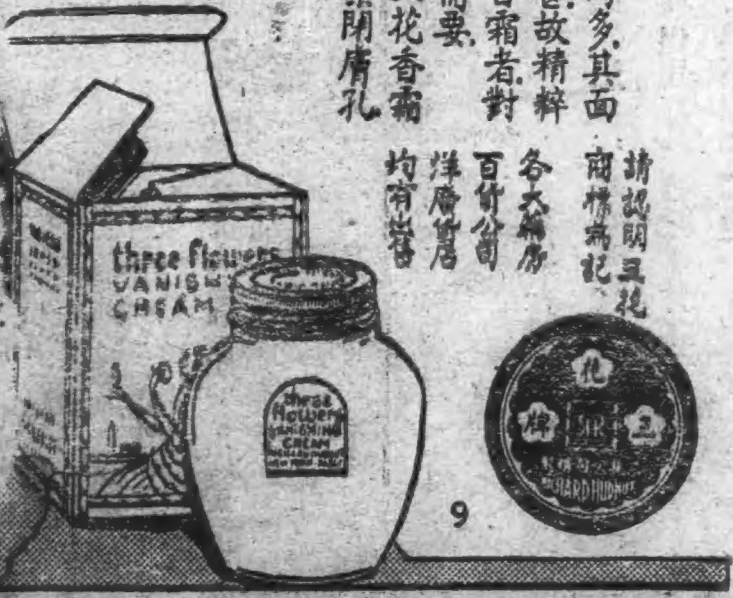 多,其面
故精粹
霜者,對
需要.
花香霜
閉膚孔
請認明三花
商標為記、
各大藥房
百貨公司
洋廣貨店
均有出售
three flowers
VANISH
CREAM
three
flowers
VANISHING
CREAM
花
牌
三
RICHARD HUDNUT
9